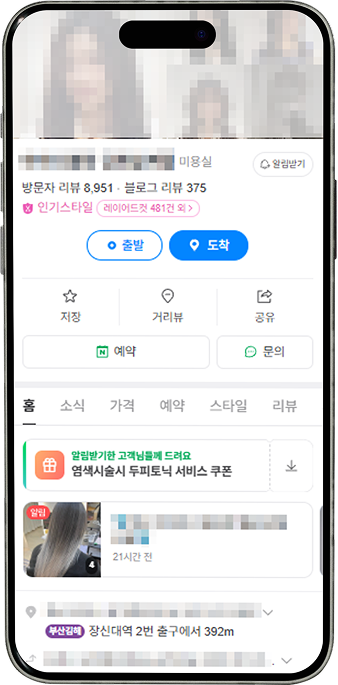 미용실
알림받기
방문자 리뷰 8,951 · 블로그 리뷰 375
인기스타일 레이어드컷 481건 외 >
출발 도착
저장 거리뷰 공유
N 예약 문의
홈 소식 가격 예약 스타일 리뷰
알림받기한 고객님들께 드려요
염색시술시 두피토닉 서비스 쿠폰
알림
4
21시간 전
부산김해 장신대역 2번 출구에서 392m